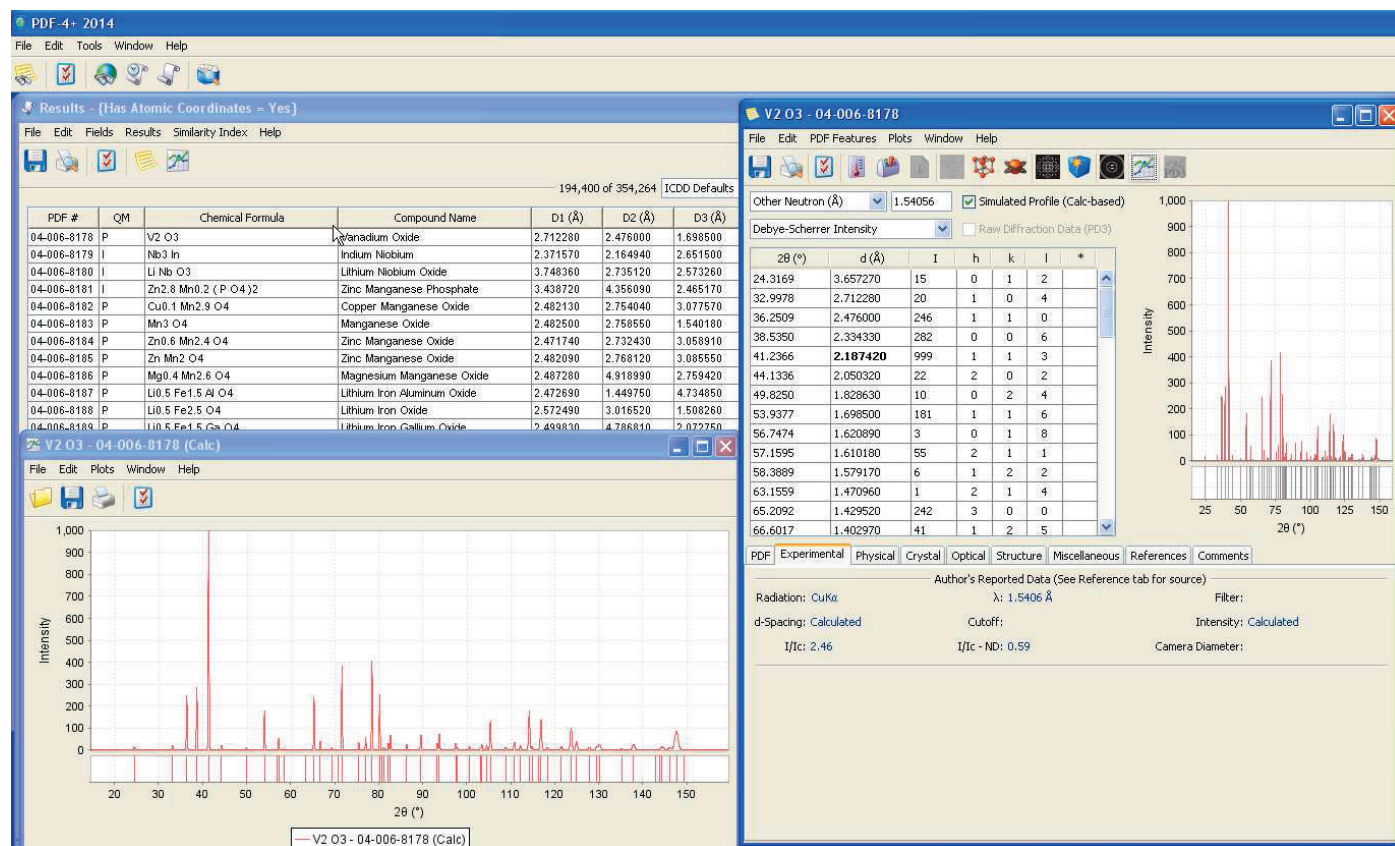 PDF-4+ 2014
File Edit Tools Window Help
Results - {Has Atomic Coordinates = Yes}
File Edit Fields Results Similarity Index Help
194,400 of 354,264 ICDD Defaults
PDF # QM Chemical Formula Compound Name D1 (Å) D2 (Å) D3 (Å)
04-006-8178 P V2 O3 Vanadium Oxide 2.712280 2.476000 1.698500
04-006-8179 I Nb3 In Indium Niobium 2.371570 2.164940 2.651500
04-006-8180 I Li Nb O3 Lithium Niobium Oxide 3.748360 2.735120 2.573260
04-006-8181 I Zn2.8 Mn0.2 ( P O4 )2 Zinc Manganese Phosphate 3.438720 4.356090 2.465170
04-006-8182 P Cu0.1 Mn2.9 O4 Copper Manganese Oxide 2.482130 2.754040 3.077570
04-006-8183 P Mn3 O4 Manganese Oxide 2.482500 2.758550 1.540180
04-006-8184 P Zn0.6 Mn2.4 O4 Zinc Manganese Oxide 2.471740 2.732430 3.058910
04-006-8185 P Zn Mn2 O4 Zinc Manganese Oxide 2.482090 2.768120 3.085550
04-006-8186 P Mg0.4 Mn2.6 O4 Magnesium Manganese Oxide 2.487280 4.918990 2.759420
04-006-8187 P Li0.5 Fe1.5 Al O4 Lithium Iron Aluminum Oxide 2.472690 1.449750 4.734850
04-006-8188 P Li0.5 Fe2.5 O4 Lithium Iron Oxide 2.572490 3.016520 1.508260
04-006-8189 P Li0.5 Fe1.5 Ga O4 Lithium Iron Gallium Oxide 2.499830 4.786810 2.072750
V2 O3 - 04-006-8178 (Calc)
File Edit Plots Window Help
1,000
900
800
700
600
500
400
300
200
100
0
Intensity
20 30 40 50 60 70 80 90 100 110 120 130 140 150
2θ (°)
V2 O3 - 04-006-8178 (Calc)
V2 O3 - 04-006-8178
File Edit PDF Features Plots Window Help
Other Neutron (Å) 1.54056 Simulated Profile (Calc-based)
Debye-Scherrer Intensity Raw Diffraction Data (PD3)
2θ (°) d (Å) I h k l *
24.3169 3.657270 15 0 1 2
32.9978 2.712280 20 1 0 4
36.2509 2.476000 246 1 1 0
38.5350 2.334330 282 0 0 6
41.2366 2.187420 999 1 1 3
44.1336 2.050320 22 2 0 2
49.8250 1.828630 10 0 2 4
53.9377 1.698500 181 1 1 6
56.7474 1.620890 3 0 1 8
57.1595 1.610180 55 2 1 1
58.3889 1.579170 6 1 2 2
63.1559 1.470960 1 2 1 4
65.2092 1.429520 242 3 0 0
66.6017 1.402970 41 1 2 5
1,000
900
800
700
600
500
400
300
200
100
0
Intensity
25 50 75 100 125 150
2θ (°)
PDF Experimental Physical Crystal Optical Structure Miscellaneous References Comments
Author's Reported Data (See Reference tab for source)
Radiation: CuKα λ: 1.5406 Å Filter:
d-Spacing: Calculated Cutoff: Intensity: Calculated
I/Ic: 2.46 I/Ic - ND: 0.59 Camera Diameter: